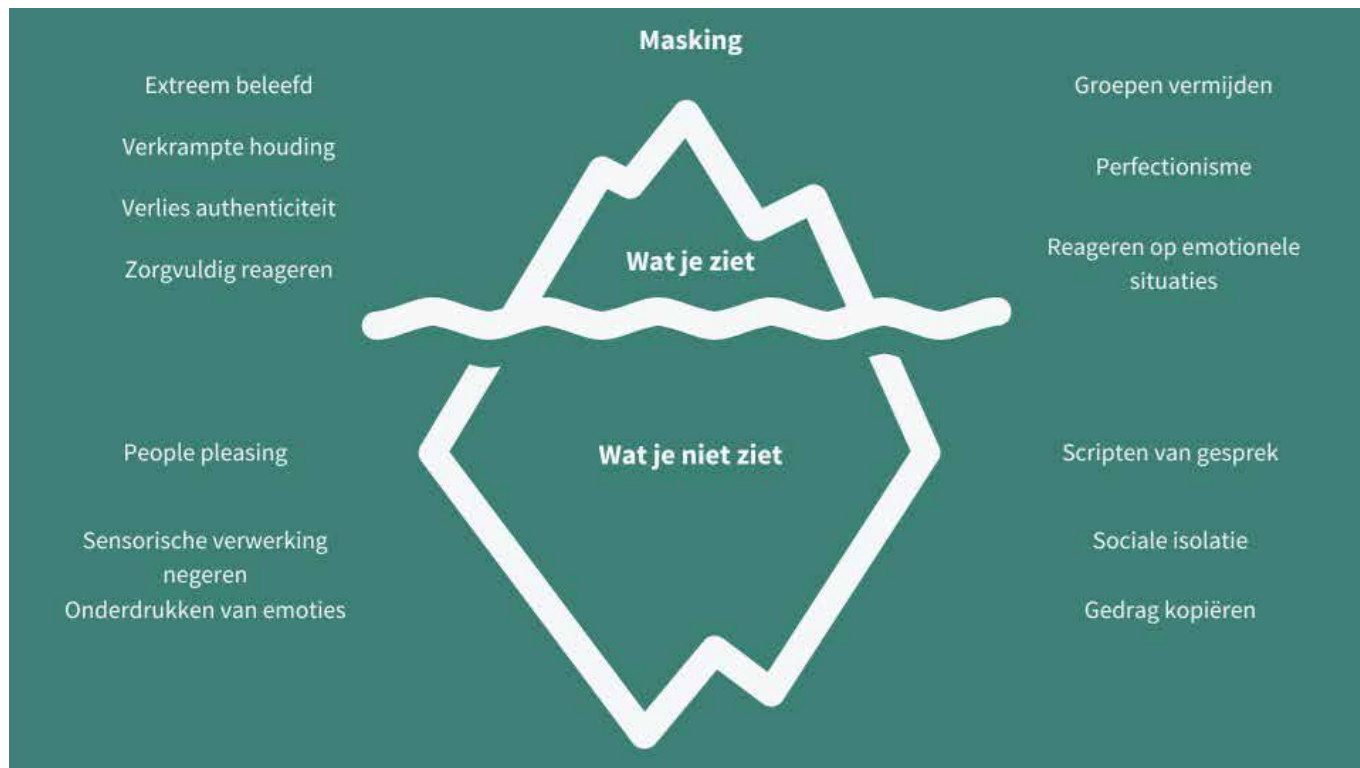 Masking
Extreem beleefd
Verkrampte houding
Verlies authenticiteit
Zorgvuldig reageren
Groepen vermijden
Perfectionisme
Reageren op emotionele
situaties
Wat je ziet
Wat je niet ziet
People pleasing
Sensorische verwerking
negeren
Onderdrukken van emoties
Scripten van gesprek
Sociale isolatie
Gedrag kopiëren